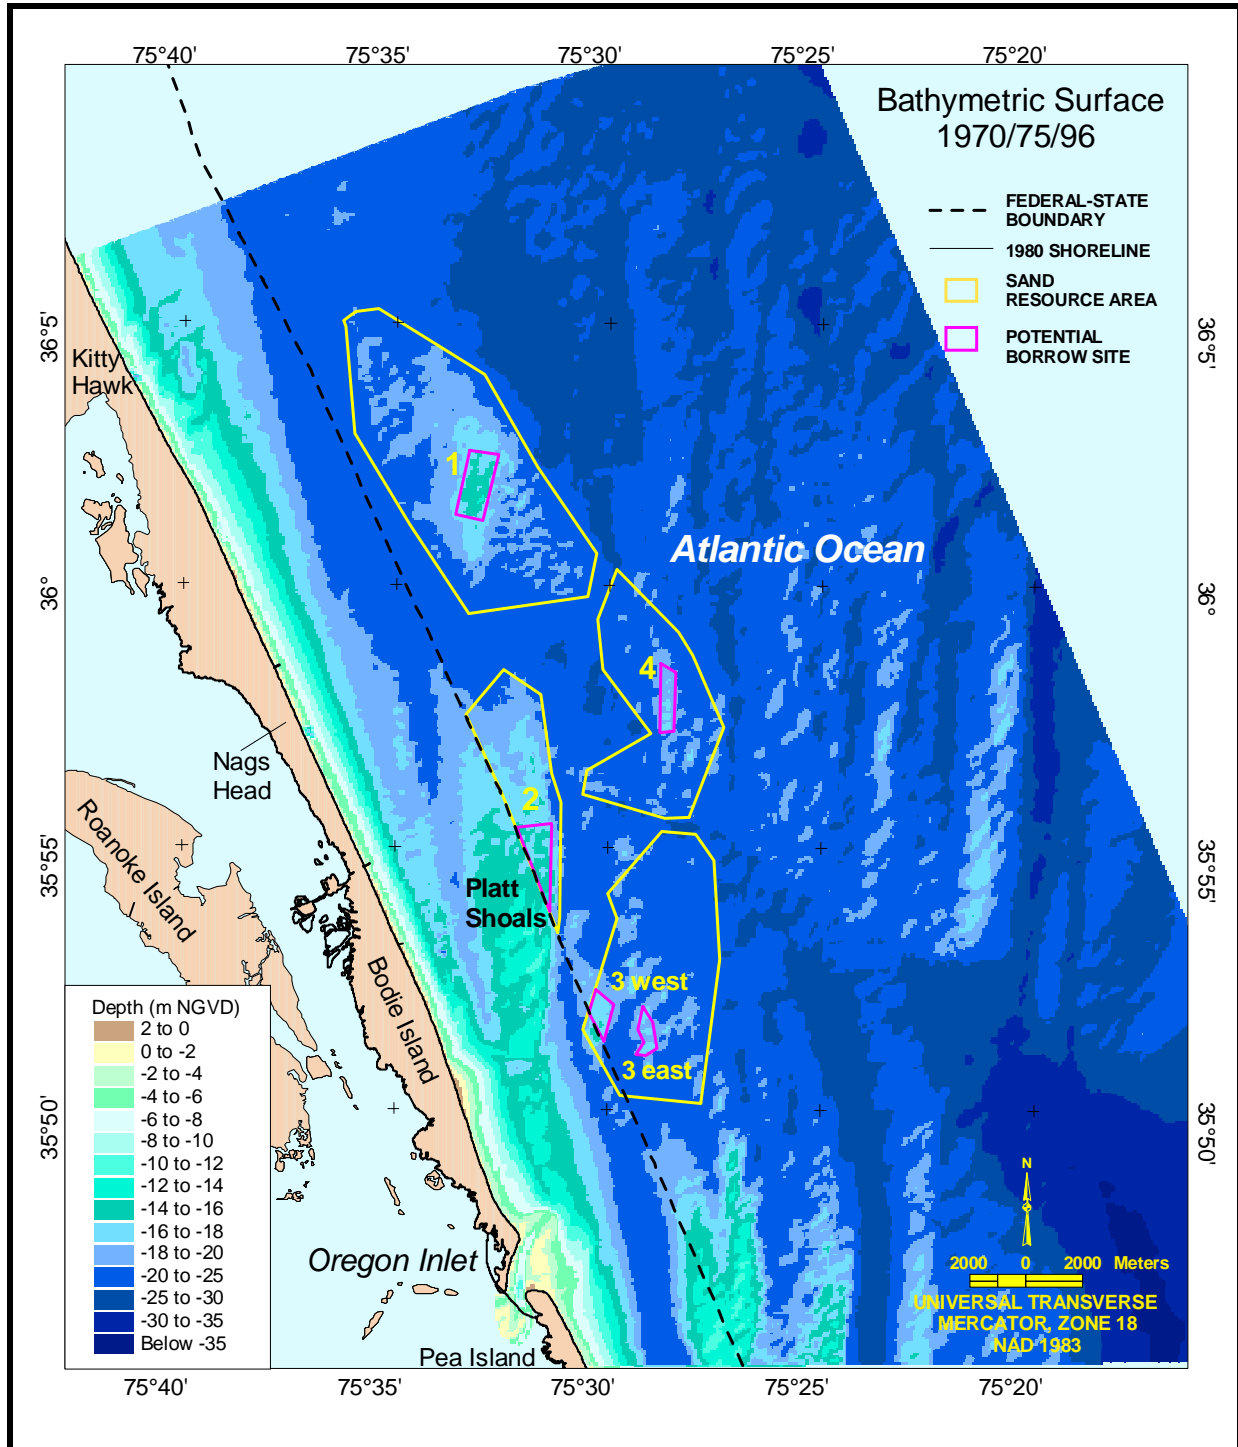 75°40'
75°35'
75°30'
75°25'
75°20'
Bathymetric Surface
1970/75/96
FEDERAL-STATE
BOUNDARY
1980 SHORELINE
SAND
RESOURCE AREA
POTENTIAL
BORROW SITE
36°5'
36°5'
Kitty
Hawk
1
Atlantic Ocean
36°
36°
4
Nags
Head
2
Roanoke Island
35°55'
35°55'
Platt
Shoals
Bodie Island
3 west
3 east
Depth (m NGVD)
2 to 0
0 to -2
-2 to -4
-4 to -6
-6 to -8
-8 to -10
-10 to -12
-12 to -14
-14 to -16
-16 to -18
-18 to -20
-20 to -25
-25 to -30
-30 to -35
Below -35
35°50'
35°50'
N
Oregon Inlet
2000 0 2000 Meters
UNIVERSAL TRANSVERSE
MERCATOR, ZONE 18
NAD 1983
Pea Island
75°40'
75°35'
75°30'
75°25'
75°20'